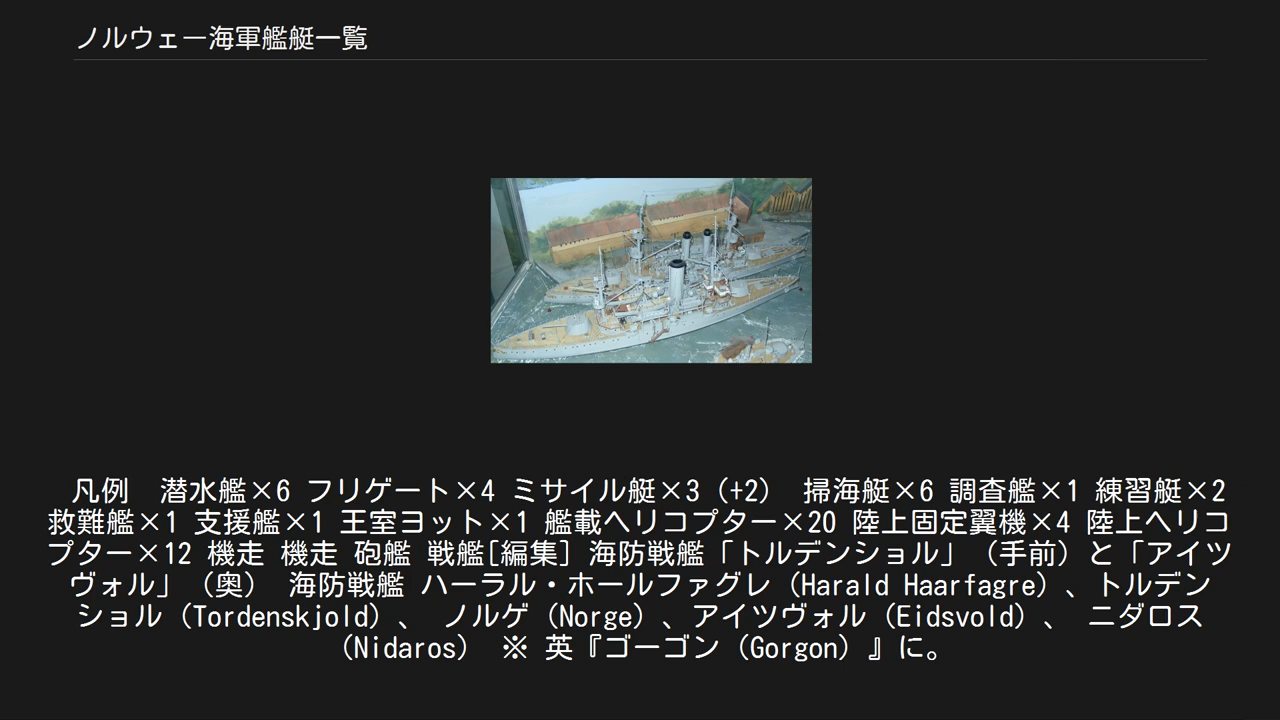 ノルウェー海軍艦艇一覧
凡例　潜水艦×6 フリゲート×4 ミサイル艇×3（+2） 掃海艇×6 調査艦×1 練習艇×2
救難艦×1 支援艦×1 王室ヨット×1 艦載ヘリコプター×20 陸上固定翼機×4 陸上ヘリコ
プター×12 機走 機走 砲艦 戦艦[編集] 海防戦艦「トルデンショル」（手前）と「アイツ
ヴォル」（奥） 海防戦艦 ハーラル・ホールファグレ（Harald Haarfagre）、トルデン
ショル（Tordenskjold）、 ノルゲ（Norge）、アイツヴォル（Eidsvold）、 ニダロス
（Nidaros） ※ 英『ゴーゴン（Gorgon）』に。